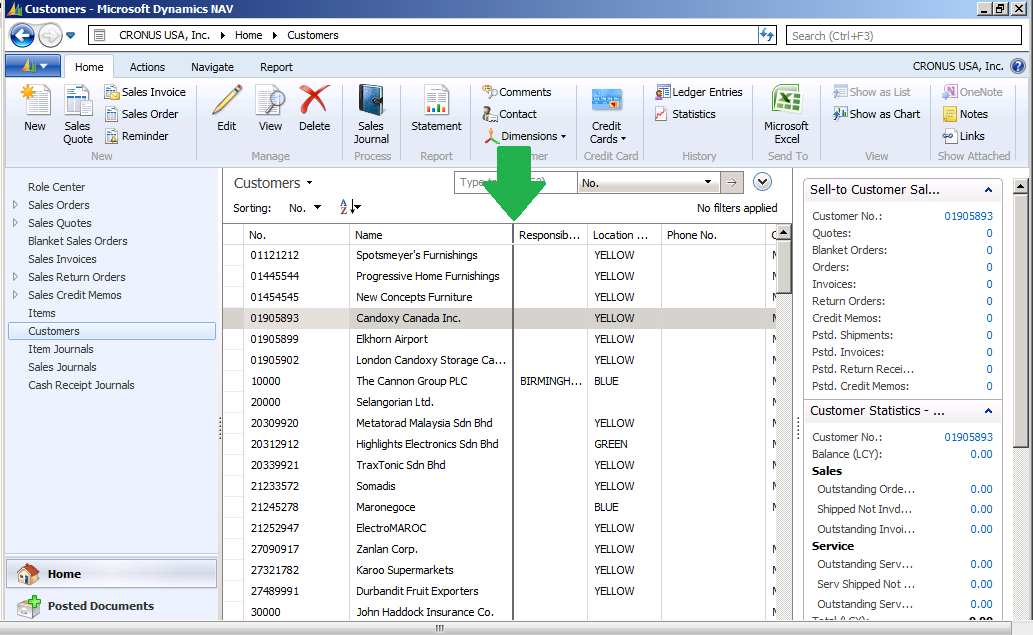 Customers - Microsoft Dynamics NAV
CRONUS USA, Inc. Home Customers
Search (Ctrl+F3)
Home Actions Navigate Report
CRONUS USA, Inc.
New
Sales Quote
Sales Invoice
Sales Order
Reminder
New
Edit
View
Delete
Manage
Sales Journal
Process
Statement
Report
Comments
Contact
Dimensions
Credit Cards
Credit Card
Ledger Entries
Statistics
History
Microsoft Excel
Send To
Show as List
Show as Chart
View
OneNote
Notes
Links
Show Attached
Role Center
Sales Orders
Sales Quotes
Blanket Sales Orders
Sales Invoices
Sales Return Orders
Sales Credit Memos
Items
Customers
Item Journals
Sales Journals
Cash Receipt Journals
Home
Posted Documents
Customers
No.
Sorting: No. A Z
No filters applied
No. Name Responsib... Location ... Phone No.
01121212 Spotsmeyer's Furnishings YELLOW
01445544 Progressive Home Furnishings YELLOW
01454545 New Concepts Furniture YELLOW
01905893 Candoxy Canada Inc. YELLOW
01905899 Elkhorn Airport YELLOW
01905902 London Candoxy Storage Ca... YELLOW
10000 The Cannon Group PLC BIRMINGH... BLUE
20000 Selangorian Ltd.
20309920 Metatorad Malaysia Sdn Bhd YELLOW
20312912 Highlights Electronics Sdn Bhd GREEN
20339921 TraxTonic Sdn Bhd YELLOW
21233572 Somadis YELLOW
21245278 Maronegoce BLUE
21252947 ElectroMAROC YELLOW
27090917 Zanlan Corp. YELLOW
27321782 Karoo Supermarkets YELLOW
27489991 Durbandit Fruit Exporters YELLOW
30000 John Haddock Insurance Co.
Sell-to Customer Sal...
Customer No.: 01905893
Quotes: 0
Blanket Orders: 0
Orders: 0
Invoices: 0
Return Orders: 0
Credit Memos: 0
Pstd. Shipments: 0
Pstd. Invoices: 0
Pstd. Return Recei... 0
Pstd. Credit Memos: 0
Customer Statistics - ...
Customer No.: 01905893
Balance (LCY): 0.00
Sales
Outstanding Orde... 0.00
Shipped Not Invd... 0.00
Outstanding Invoi... 0.00
Service
Outstanding Serv... 0.00
Serv Shipped Not ... 0.00
Outstanding Serv... 0.00
Total (LCY): 0.00